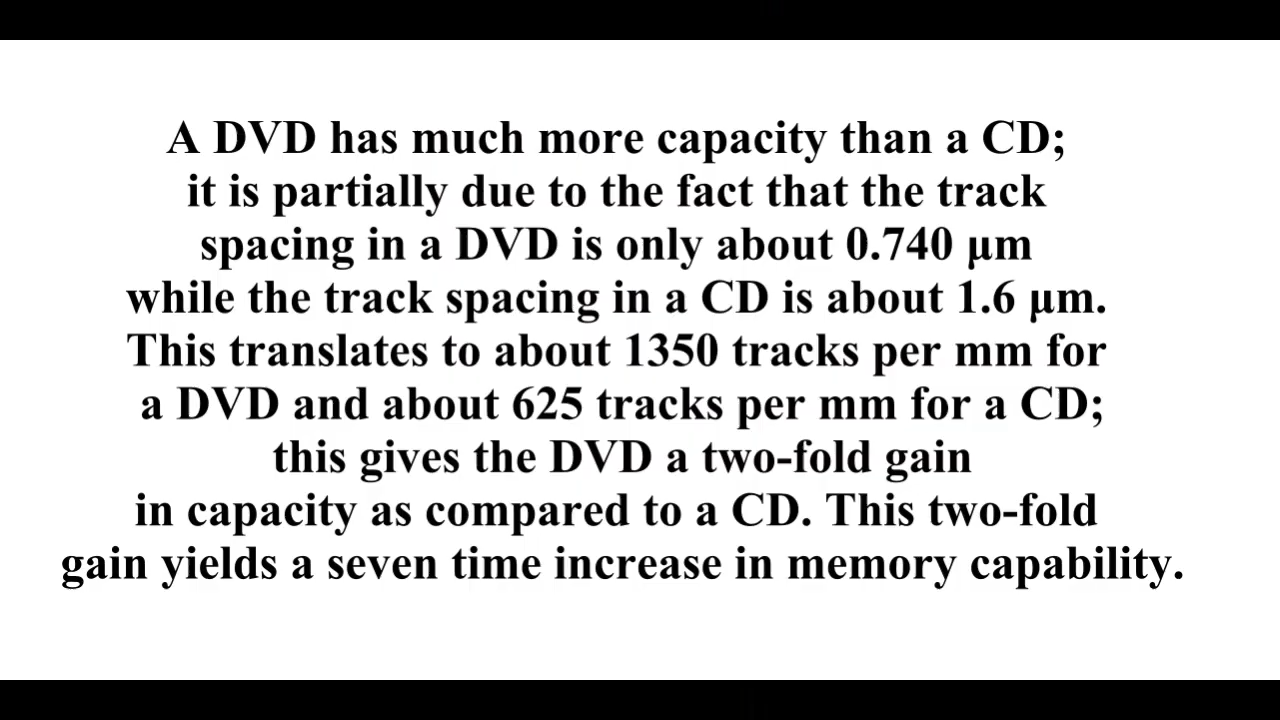 A DVD has much more capacity than a CD;
it is partially due to the fact that the track
spacing in a DVD is only about 0.740 µm
while the track spacing in a CD is about 1.6 µm.
This translates to about 1350 tracks per mm for
a DVD and about 625 tracks per mm for a CD;
this gives the DVD a two-fold gain
in capacity as compared to a CD. This two-fold
gain yields a seven time increase in memory capability.